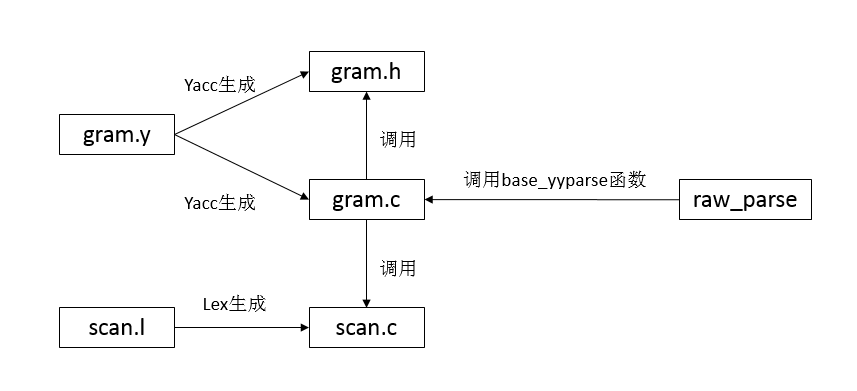 gram.h
Yacc生成
gram.y
调用
Yacc生成
gram.c
调用base_yyparse函数
raw_parse
调用
Lex生成
scan.l
scan.c